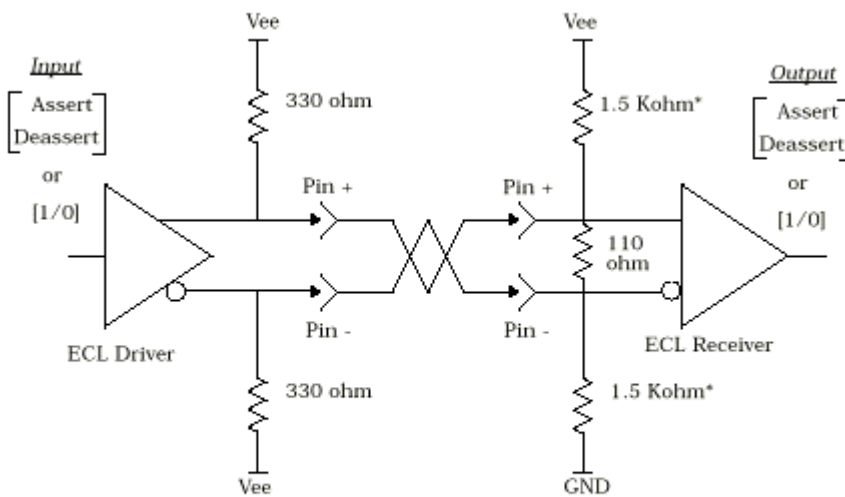 Vee
Vee
Input
Assert
Deassert
or
[1/0]
330 ohm
1.5 Kohm*
Output
Assert
Deassert
or
[1/0]
Pin +
Pin +
110
ohm
Pin -
Pin -
ECL Driver
ECL Receiver
330 ohm
1.5 Kohm*
Vee
GND